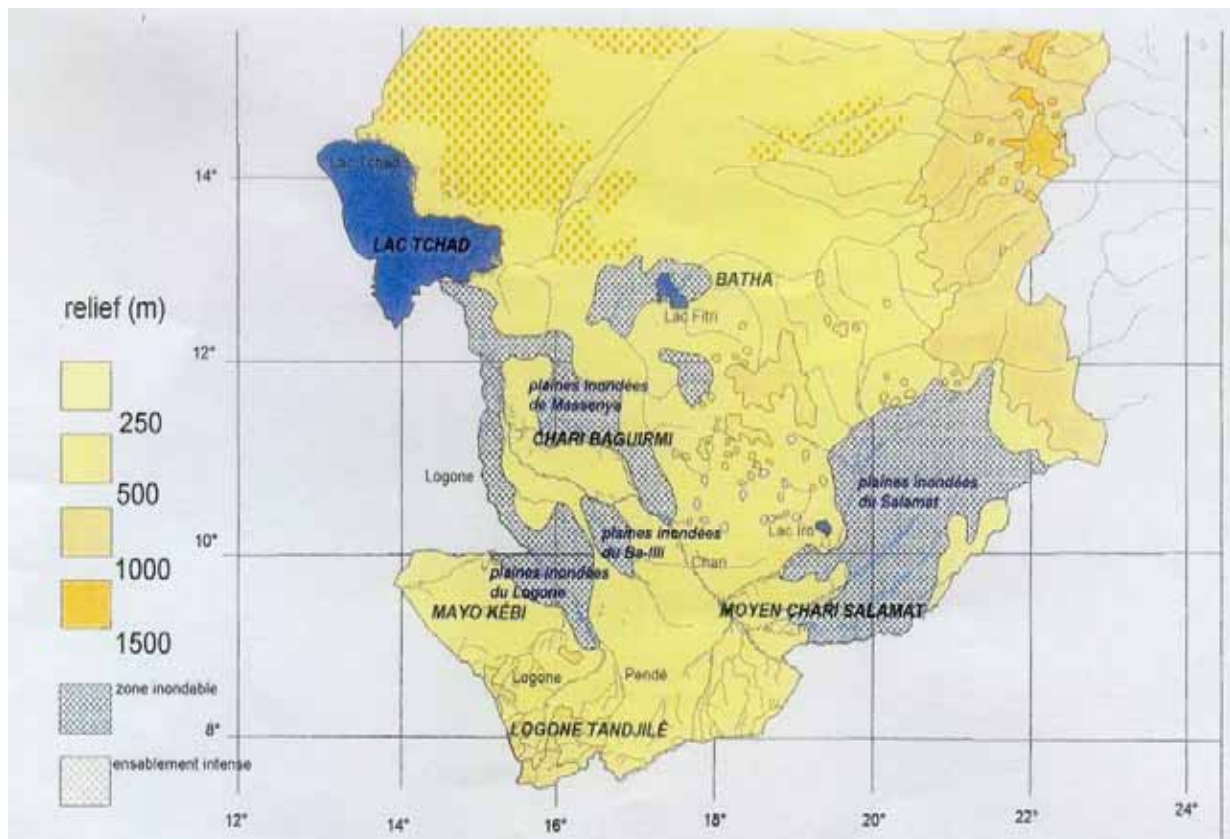 Lac Tchad
14°
LAC TCHAD
relief (m)
250
500
1000
1500
zone inondable
ensablement intense
BATHA
Lac Fitri
12°
plaines inondées
de Massenya
CHARI BAGUIRMI
Logone
plaines inondées
du Salamat
Lac Iro
plaines inondées
du Ba-Illi
10°
Chari
plaines inondées
du Logone
MAYO KÉBI
MOYEN CHARI SALAMAT
Logone
Pendé
LOGONE TANDJILÉ
8°
12°
14°
16°
18°
20°
22°
24°